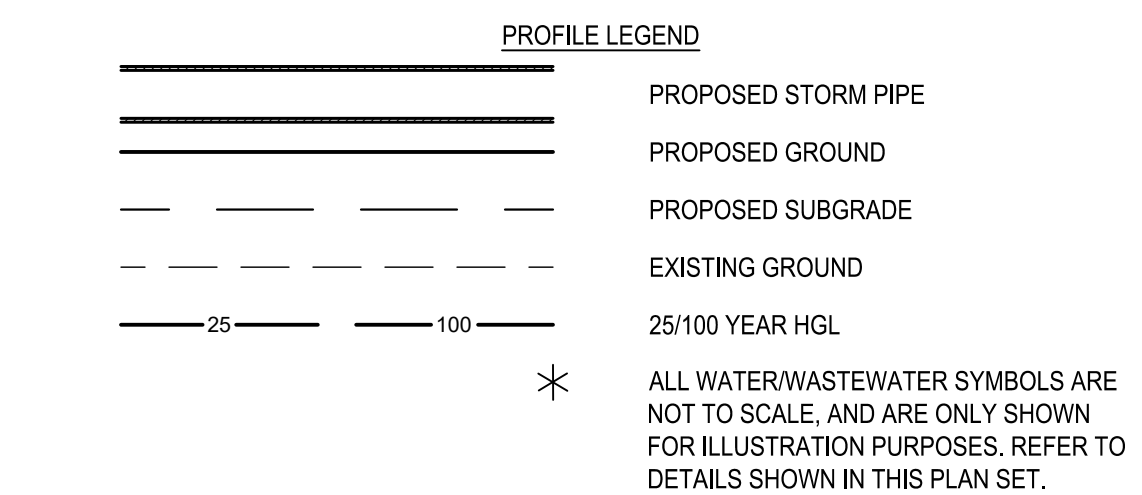 PROFILE LEGEND
PROPOSED STORM PIPE
PROPOSED GROUND
PROPOSED SUBGRADE
EXISTING GROUND
25 100 25/100 YEAR HGL
ALL WATER/WASTEWATER SYMBOLS ARE
NOT TO SCALE, AND ARE ONLY SHOWN
FOR ILLUSTRATION PURPOSES. REFER TO
DETAILS SHOWN IN THIS PLAN SET.